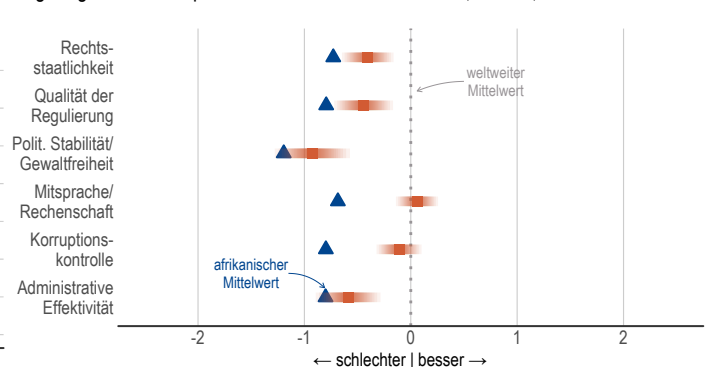 Rechts-
staatlichkeit
weltweiter
Mittelwert
Qualität der
Regulierung
Polit. Stabilität/
Gewaltfreiheit
Mitsprache/
Rechenschaft
Korruptions-
kontrolle
afrikanischer
Mittelwert
Administrative
Effektivität
-2 -1 0 1 2
← schlechter | besser →